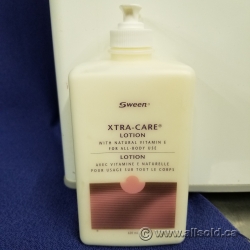 Sween®
XTRA-CARE®
LOTION
WITH NATURAL VITAMIN E
FOR ALL-BODY USE
LOTION
AVEC VITAMINE E NATURELLE
POUR USAGE SUR TOUT LE CORPS
www.allsold.ca